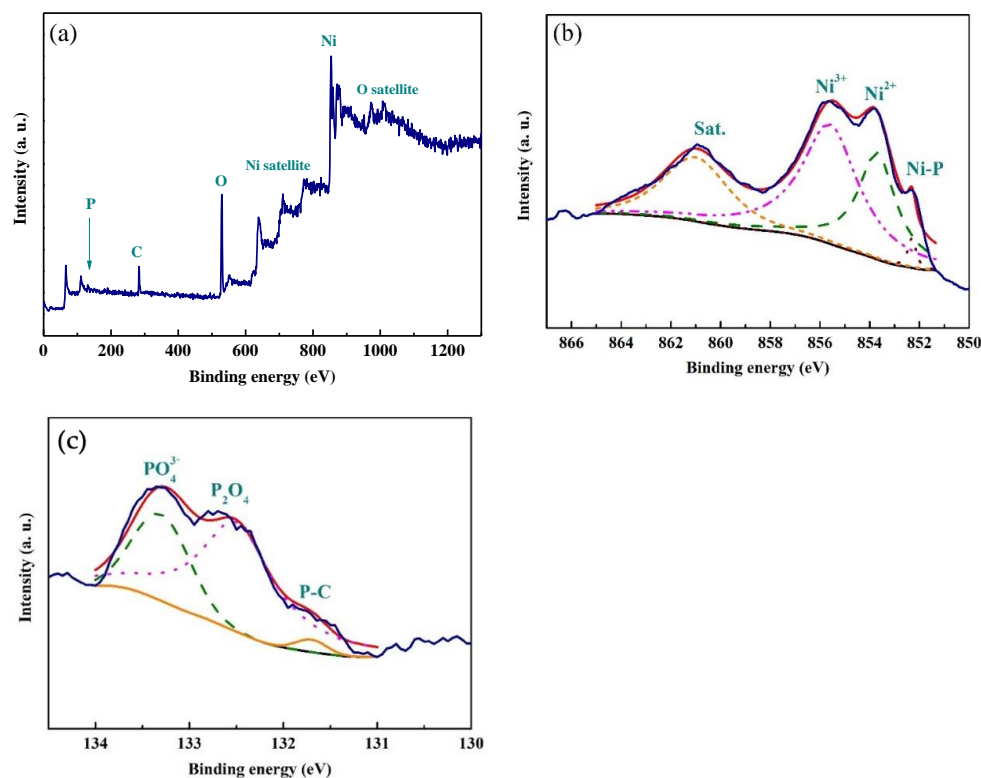 (a)
Ni
O satellite
Ni satellite
O
P
C
Intensity (a. u.)
0 200 400 600 800 1000 1200
Binding energy (eV)
(b)
Ni³⁺
Ni²⁺
Sat.
Ni-P
Intensity (a. u.)
866 864 862 860 858 856 854 852 850
Binding energy (eV)
(c)
PO₄³⁻
P₂O₄
P-C
Intensity (a. u.)
134 133 132 131 130
Binding energy (eV)